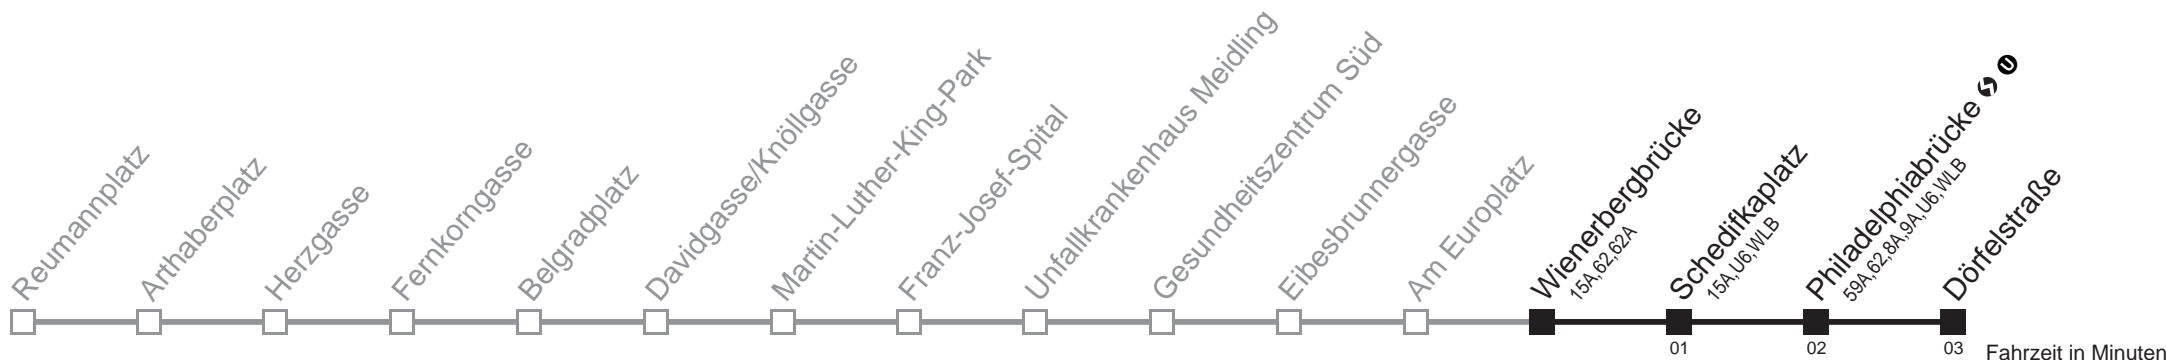 Reumannplatz
Arthaberplatz
Herzgasse
Fernkorngasse
Belgradplatz
Davidgasse/Knöllgasse
Martin-Luther-King-Park
Franz-Josef-Spital
Unfallkrankenhaus Meidling
Gesundheitszentrum Süd
Eibesbrunnergasse
Am Europlatz
Wienerbergbrücke
15A,62,62A
Schedifkaplatz
15A,U6,WLB
Philadelphiabrücke S U
59A,62,8A,9A,U6,WLB
Dörfelstraße
01
02
03
Fahrzeit in Minuten